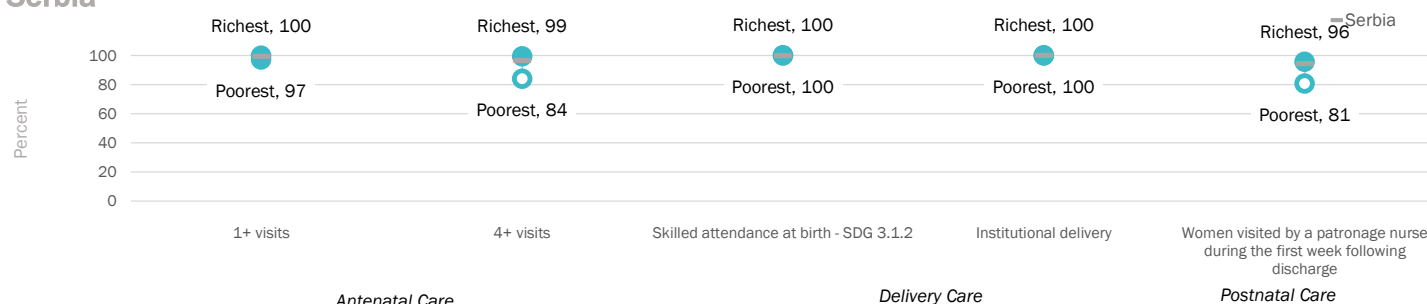 Serbia
Richest, 100
Richest, 99
Richest, 100
Richest, 100
Richest, 96
Serbia
100
80
60
40
20
0
Percent
Poorest, 97
Poorest, 84
Poorest, 100
Poorest, 100
Poorest, 81
1+ visits
4+ visits
Skilled attendance at birth - SDG 3.1.2
Institutional delivery
Women visited by a patronage nurse
during the first week following
discharge
Antenatal Care
Delivery Care
Postnatal Care